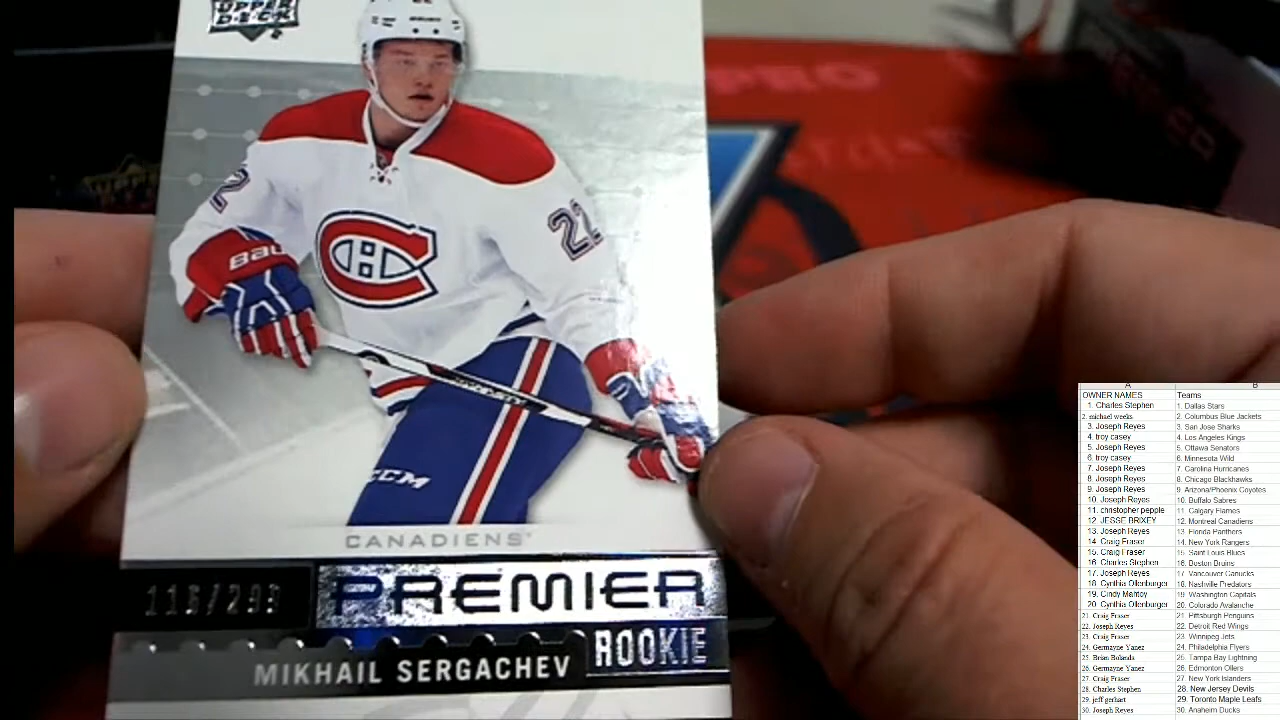 UPPER DECK
22
22
Bau
CCM
CANADIENS
116/299 PREMIER
ROOKIE
MIKHAIL SERGACHEV
PRO
A B
OWNER NAMES Teams
1. Charles Stephen 1. Dallas Stars
2. michael weeks 2. Columbus Blue Jackets
3. Joseph Reyes 3. San Jose Sharks
4. troy casey 4. Los Angeles Kings
5. Joseph Reyes 5. Ottawa Senators
6. troy casey 6. Minnesota Wild
7. Joseph Reyes 7. Carolina Hurricanes
8. Joseph Reyes 8. Chicago Blackhawks
9. Joseph Reyes 9. Arizona/Phoenix Coyotes
10. Joseph Reyes 10. Buffalo Sabres
11. christopher pepple 11. Calgary Flames
12. JESSE BRIXEY 12. Montreal Canadiens
13. Joseph Reyes 13. Florida Panthers
14. Craig Fraser 14. New York Rangers
15. Craig Fraser 15. Saint Louis Blues
16. Charles Stephen 16. Boston Bruins
17. Joseph Reyes 17. Vancouver Canucks
18. Cynthia Ollenburger 18. Nashville Predators
19. Cindy 19. Washington Capitals
20. Cynthia Ollenburger 20. Colorado Avalanche
21. Craig Fraser 21. Pittsburgh Penguins
22. Joseph Reyes 22. Detroit Red Wings
23. Craig Fraser 23. Winnipeg Jets
24. Germayne Yanez 24. Philadelphia Flyers
25. Brian 25. Tampa Bay Lightning
26. Germayne Yanez 26. Edmonton Oilers
27. Craig Fraser 27. New York Islanders
28. Charles Stephen 28. New Jersey Devils
29. jeff gerhart 29. Toronto Maple Leafs
30. Joseph Reyes 30. Anaheim Ducks